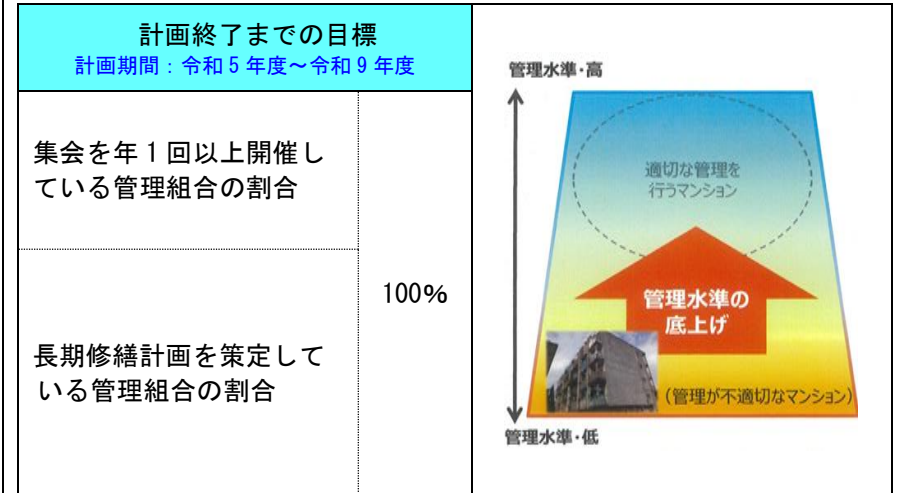 計画終了までの目標
計画期間：令和5年度～令和9年度
集会を年1回以上開催し
ている管理組合の割合
長期修繕計画を策定して
いる管理組合の割合
100%
管理水準・高
適切な管理を
行うマンション
管理水準の
底上げ
（管理が不適切なマンション）
管理水準・低